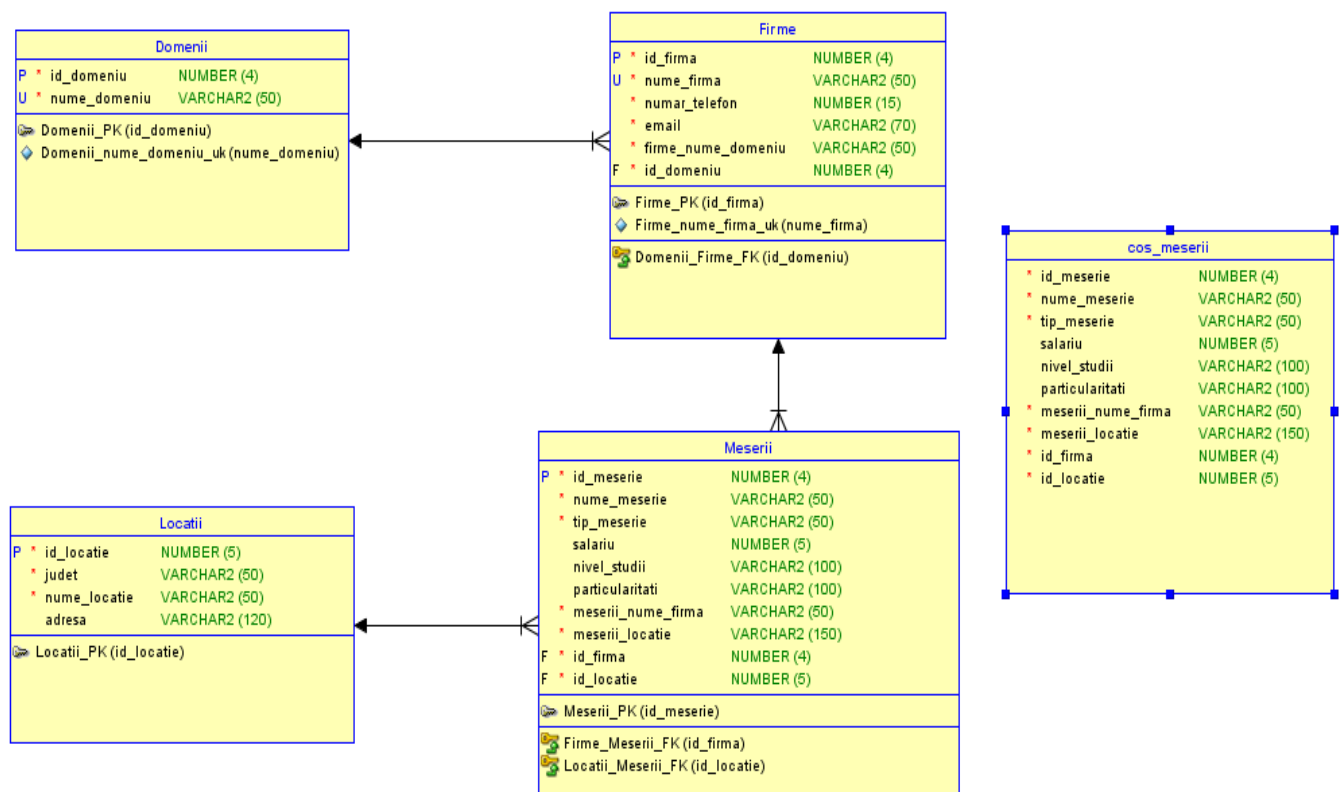 Domenii
P * id_domeniu NUMBER (4)
U * nume_domeniu VARCHAR2 (50)
Domenii_PK (id_domeniu)
Domenii_nume_domeniu_uk (nume_domeniu)
Firme
P * id_firma NUMBER (4)
U * nume_firma VARCHAR2 (50)
* numar_telefon NUMBER (15)
* email VARCHAR2 (70)
* firme_nume_domeniu VARCHAR2 (50)
F * id_domeniu NUMBER (4)
Firme_PK (id_firma)
Firme_nume_firma_uk (nume_firma)
Domenii_Firme_FK (id_domeniu)
cos_meserii
* id_meserie NUMBER (4)
* nume_meserie VARCHAR2 (50)
* tip_meserie VARCHAR2 (50)
salariu NUMBER (5)
nivel_studii VARCHAR2 (100)
particularitati VARCHAR2 (100)
* meserii_nume_firma VARCHAR2 (50)
* meserii_locatie VARCHAR2 (150)
* id_firma NUMBER (4)
* id_locatie NUMBER (5)
Locatii
P * id_locatie NUMBER (5)
* judet VARCHAR2 (50)
* nume_locatie VARCHAR2 (50)
adresa VARCHAR2 (120)
Locatii_PK (id_locatie)
Meserii
P * id_meserie NUMBER (4)
* nume_meserie VARCHAR2 (50)
* tip_meserie VARCHAR2 (50)
salariu NUMBER (5)
nivel_studii VARCHAR2 (100)
particularitati VARCHAR2 (100)
* meserii_nume_firma VARCHAR2 (50)
* meserii_locatie VARCHAR2 (150)
F * id_firma NUMBER (4)
F * id_locatie NUMBER (5)
Meserii_PK (id_meserie)
Firme_Meserii_FK (id_firma)
Locatii_Meserii_FK (id_locatie)